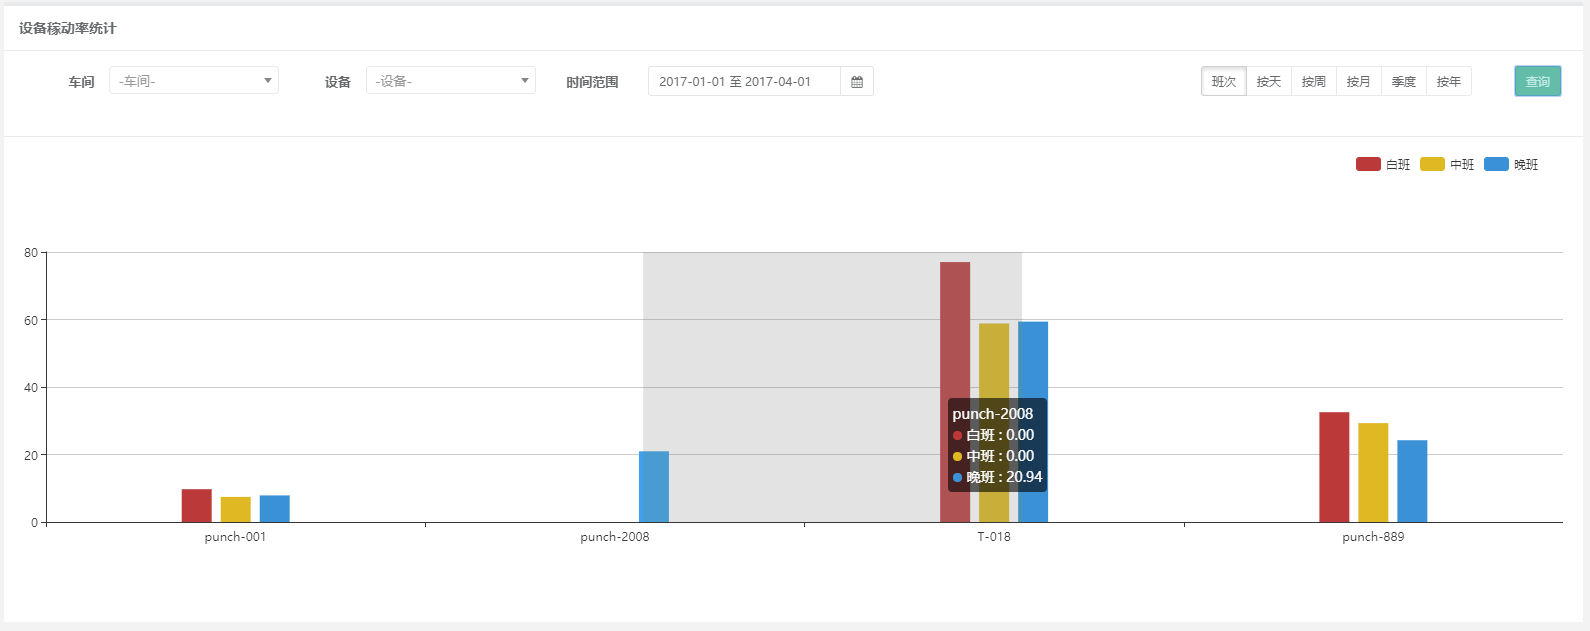 设备稼动率统计
车间 -车间- 设备 -设备- 时间范围 2017-01-01 至 2017-04-01 班次 按天 按周 按月 季度 按年 查询
白班 中班 晚班
80
60
40
20
0
punch-2008
白班 : 0.00
中班 : 0.00
晚班 : 20.94
punch-001 punch-2008 T-018 punch-889